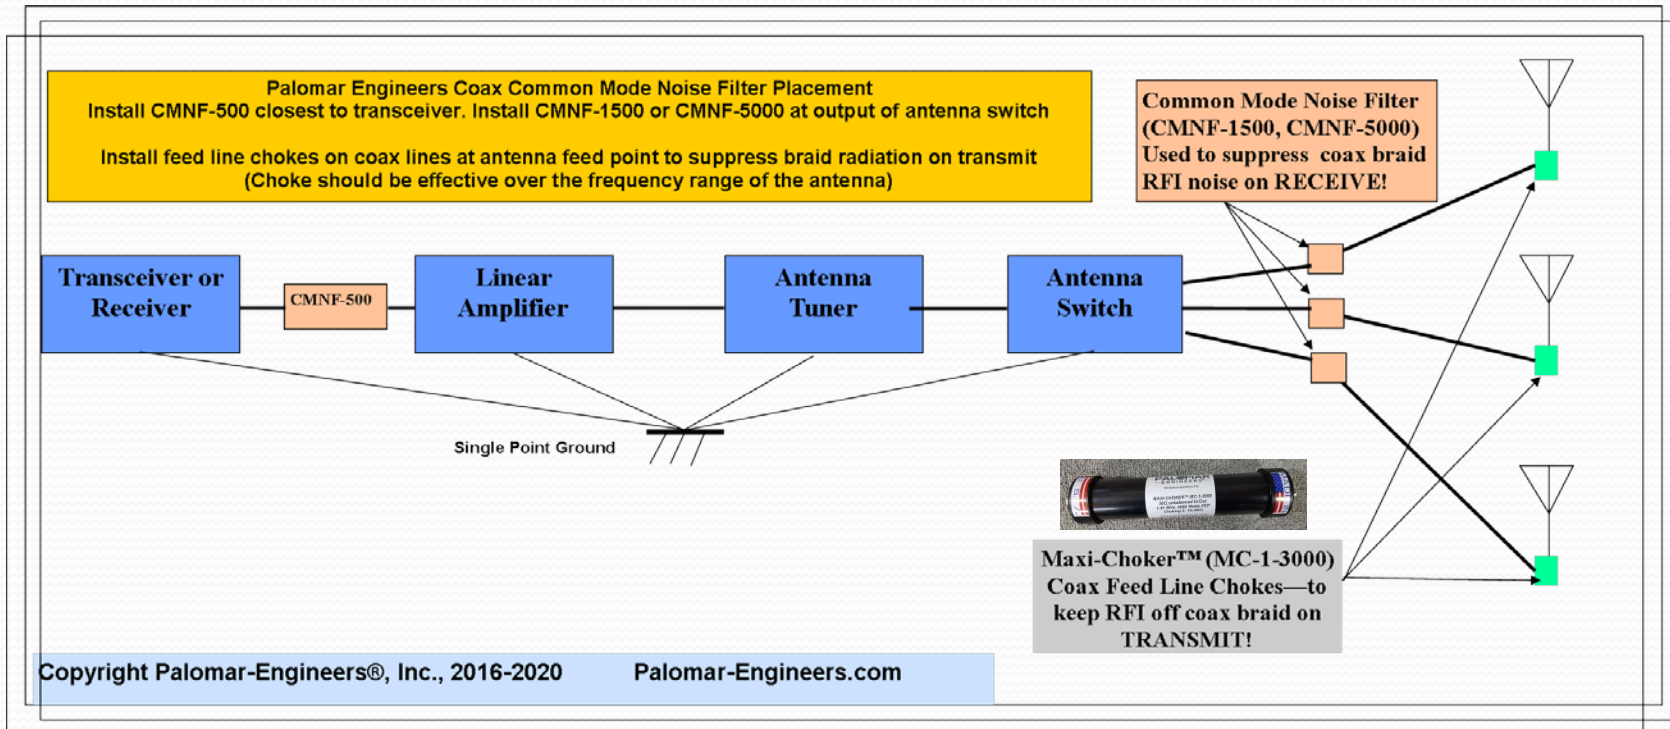 Palomar Engineers Coax Common Mode Noise Filter Placement
Install CMNF-500 closest to transceiver. Install CMNF-1500 or CMNF-5000 at output of antenna switch
Install feed line chokes on coax lines at antenna feed point to suppress braid radiation on transmit
(Choke should be effective over the frequency range of the antenna)
Common Mode Noise Filter
(CMNF-1500, CMNF-5000)
Used to suppress coax braid
RFI noise on RECEIVE!
Transceiver or
Receiver
CMNF-500
Linear
Amplifier
Antenna
Tuner
Antenna
Switch
Single Point Ground
PALOMAR
ENGINEERS
Maxi-Choker™ (MC-1-3000)
Coax Feed Line Chokes—to
keep RFI off coax braid on
TRANSMIT!
Copyright Palomar-Engineers®, Inc., 2016-2020
Palomar-Engineers.com